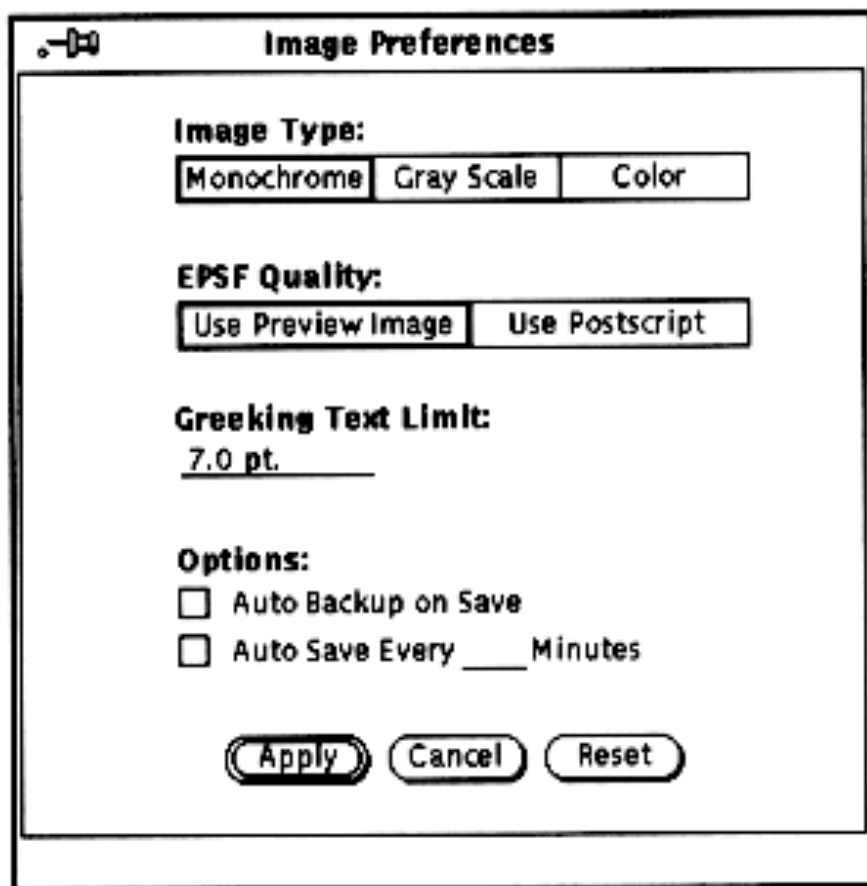 Image Preferences
Image Type:
Monochrome Gray Scale Color
EPSF Quality:
Use Preview Image Use Postscript
Greeking Text Limit:
7.0 pt.
Options:
Auto Backup on Save
Auto Save Every ____ Minutes
Apply Cancel Reset